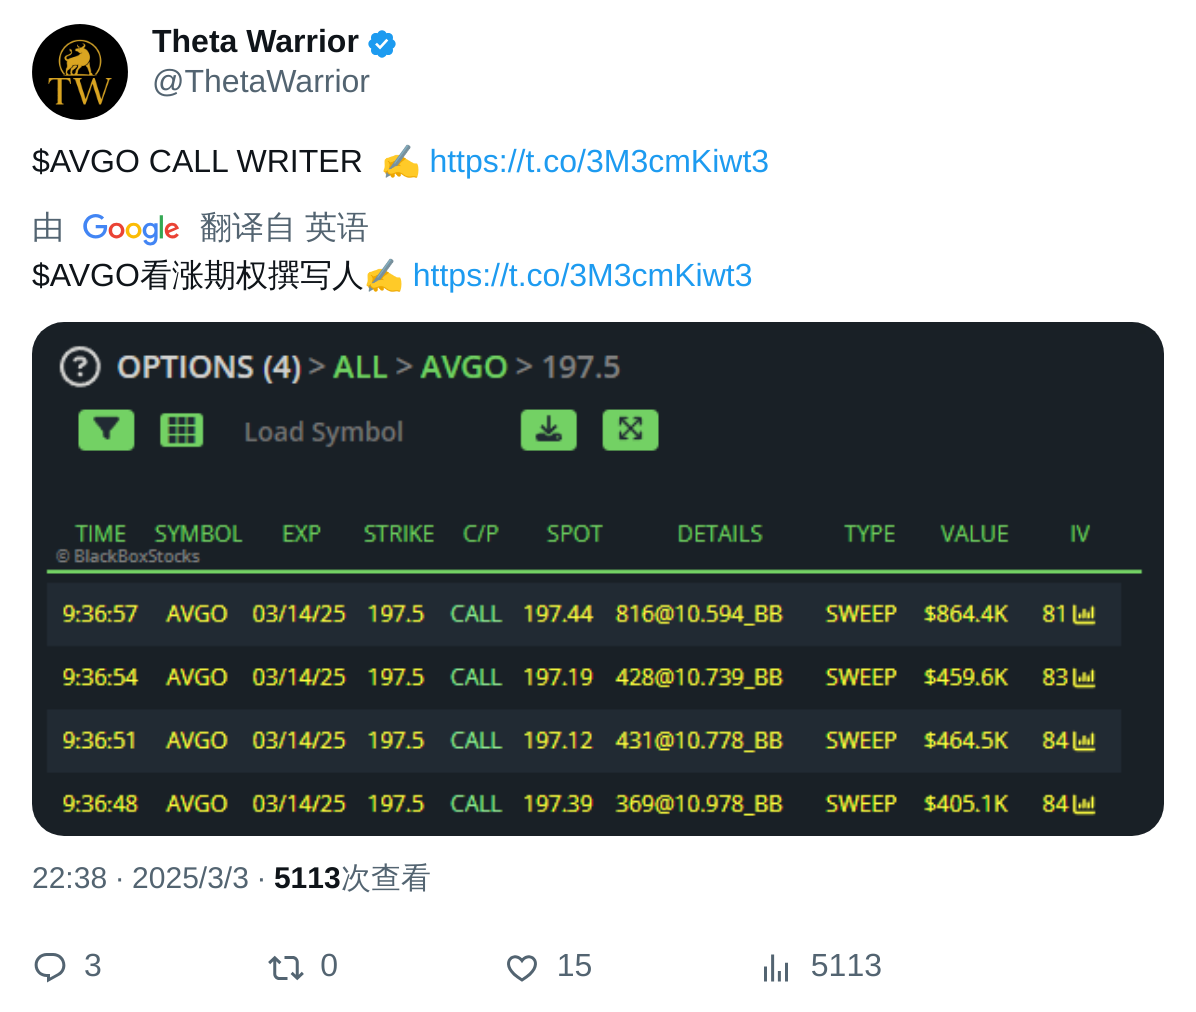 Theta Warrior
@ThetaWarrior
TW
$AVGO CALL WRITER ✍️ https://t.co/3M3cmKiwt3
由 Google 翻译自 英语
$AVGO看涨期权撰写人✍️ https://t.co/3M3cmKiwt3
? OPTIONS (4) > ALL > AVGO > 197.5
Load Symbol
TIME SYMBOL EXP STRIKE C/P SPOT DETAILS TYPE VALUE IV
© BlackBoxStocks
9:36:57 AVGO 03/14/25 197.5 CALL 197.44 816@10.594_BB SWEEP $864.4K 81
9:36:54 AVGO 03/14/25 197.5 CALL 197.19 428@10.739_BB SWEEP $459.6K 83
9:36:51 AVGO 03/14/25 197.5 CALL 197.12 431@10.778_BB SWEEP $464.5K 84
9:36:48 AVGO 03/14/25 197.5 CALL 197.39 369@10.978_BB SWEEP $405.1K 84
22:38 · 2025/3/3 · 5113次查看
3 0 15 5113